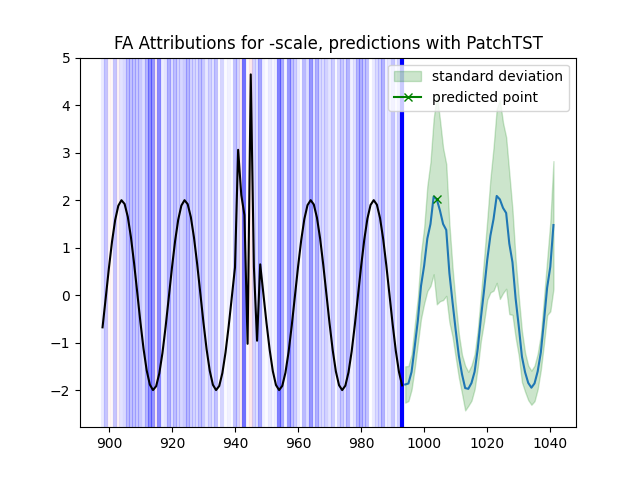 FA Attributions for -scale, predictions with PatchTST
5
4
3
2
1
0
−1
−2
standard deviation
predicted point
900 920 940 960 980 1000 1020 1040